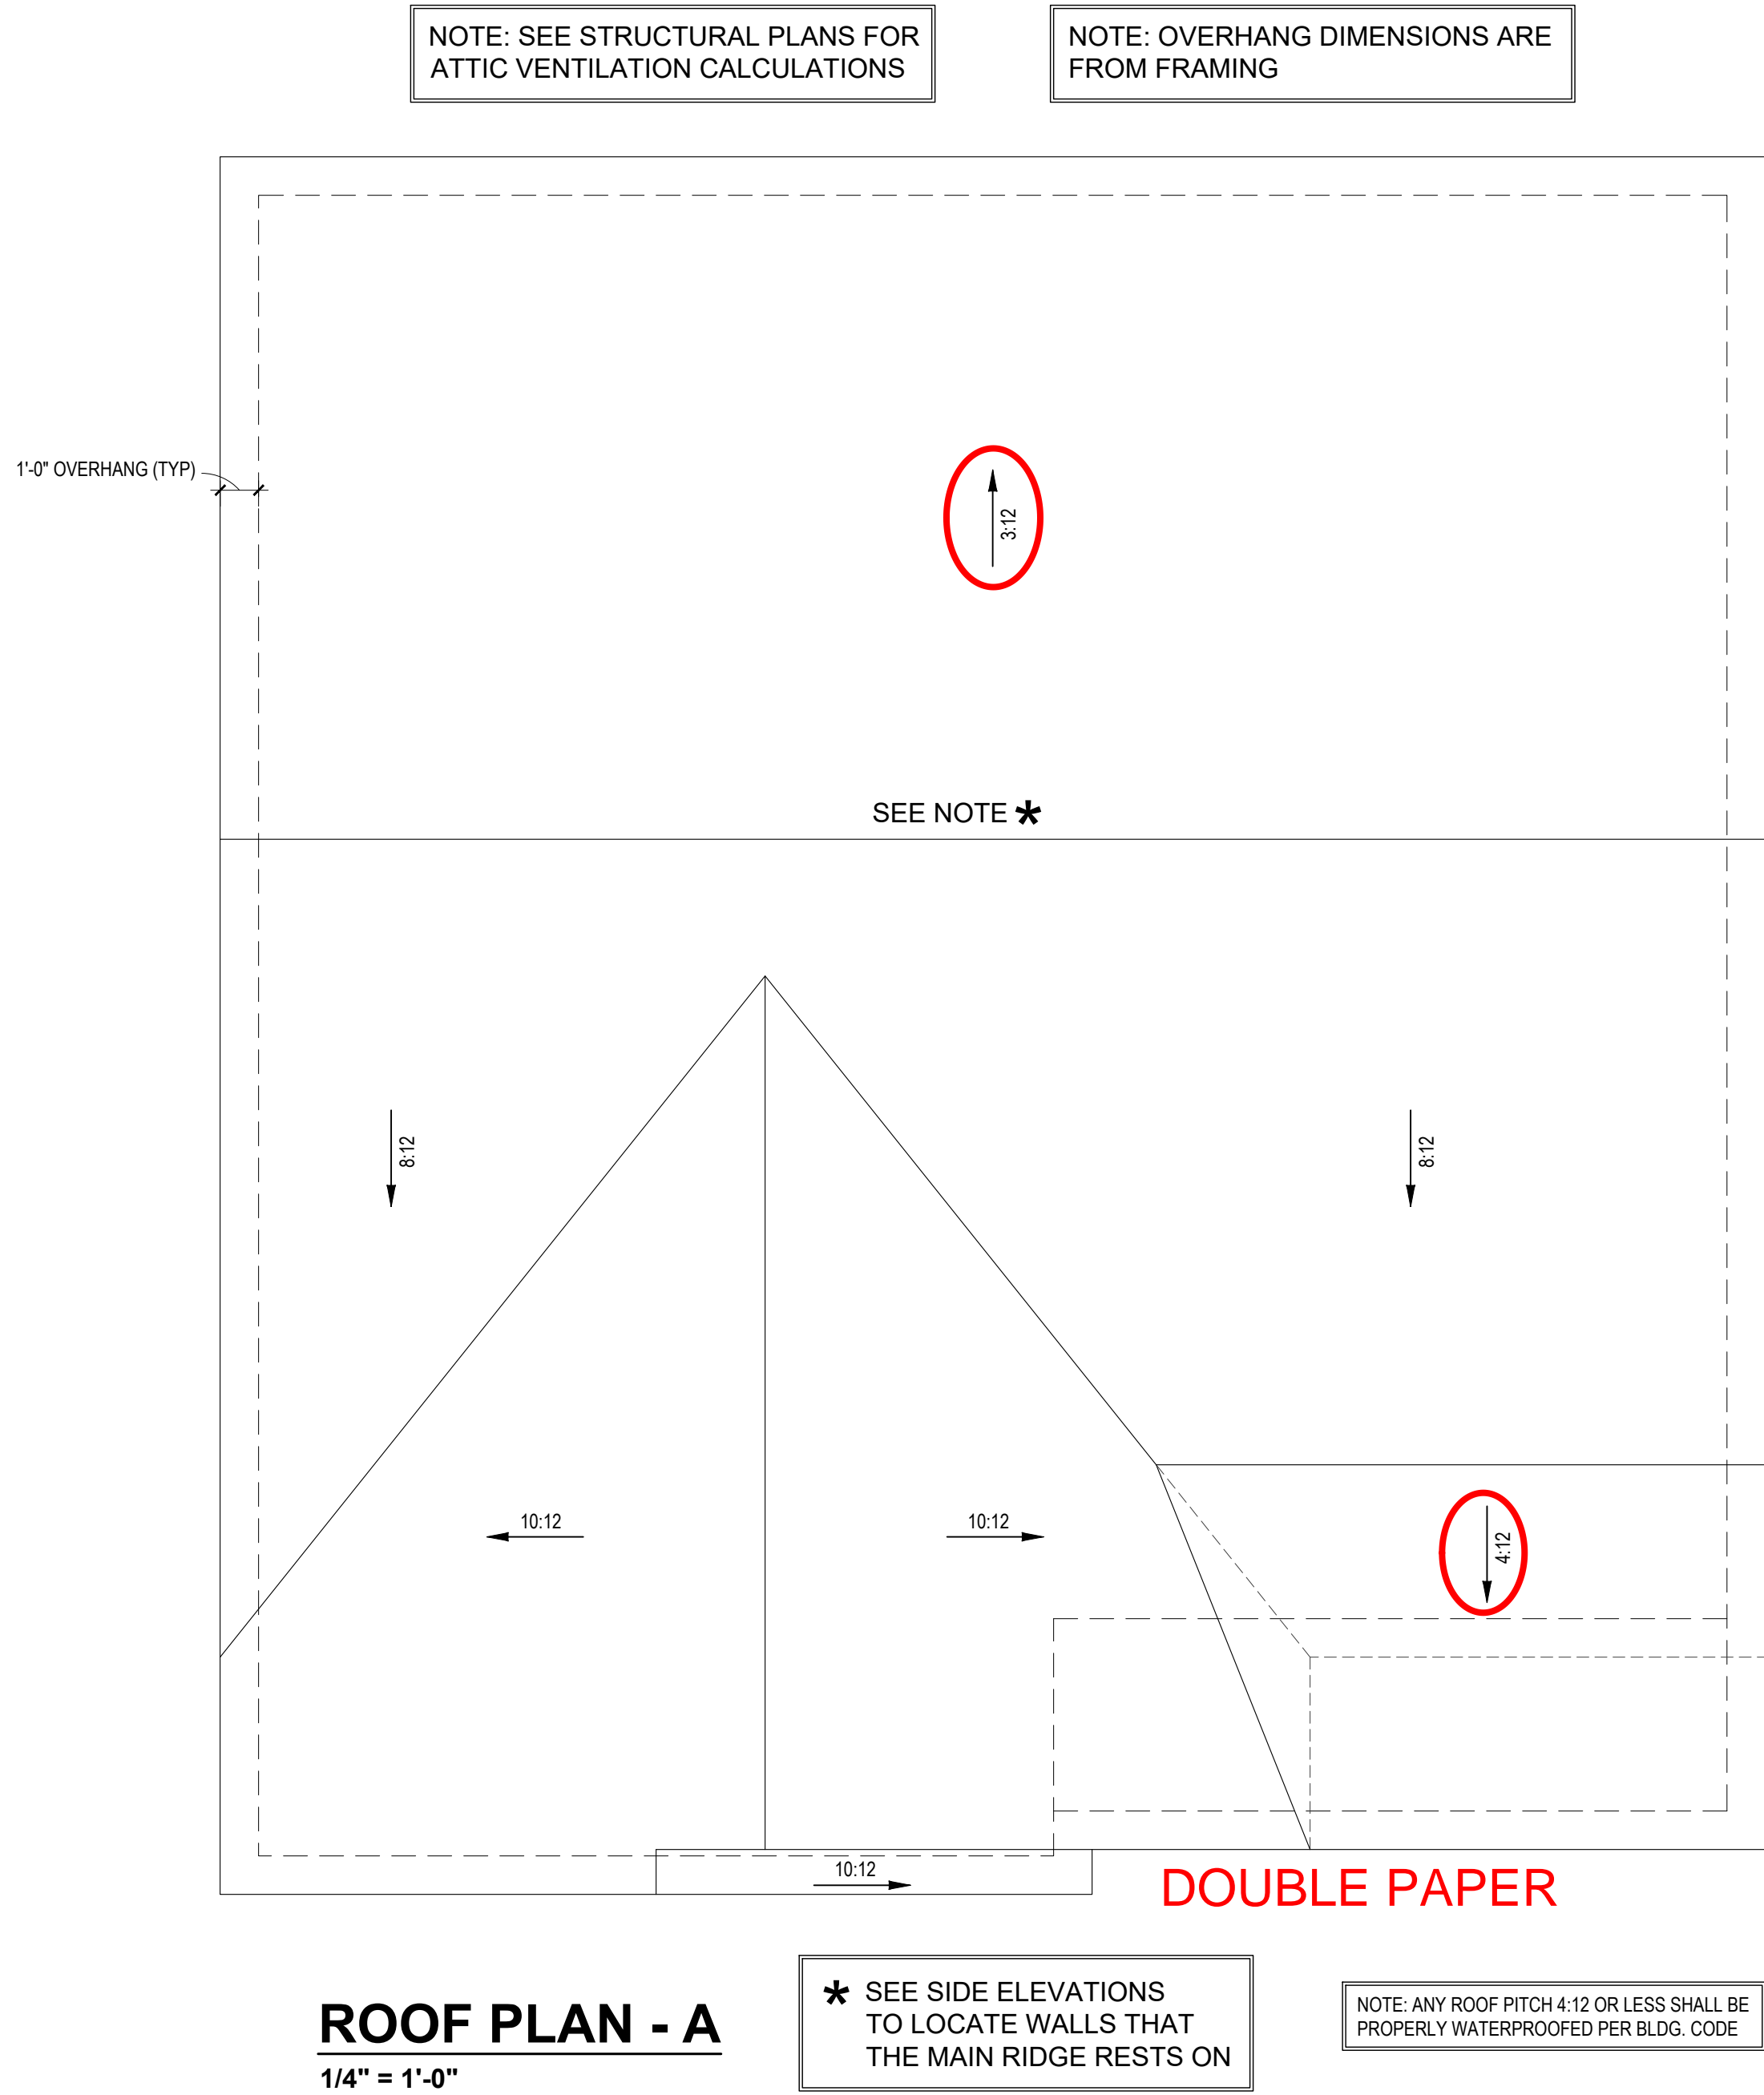 NOTE: SEE STRUCTURAL PLANS FOR
ATTIC VENTILATION CALCULATIONS
NOTE: OVERHANG DIMENSIONS ARE
FROM FRAMING
1'-0" OVERHANG (TYP)
3:12
SEE NOTE *
8:12
8:12
10:12
10:12
4:12
10:12
DOUBLE PAPER
ROOF PLAN - A
1/4" = 1'-0"
* SEE SIDE ELEVATIONS
TO LOCATE WALLS THAT
THE MAIN RIDGE RESTS ON
NOTE: ANY ROOF PITCH 4:12 OR LESS SHALL BE
PROPERLY WATERPROOFED PER BLDG. CODE